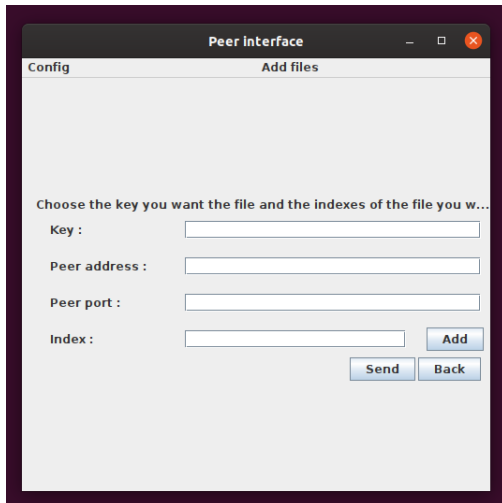 Peer interface
Config Add files
Choose the key you want the file and the indexes of the file you w...
Key :
Peer address :
Peer port :
Index : Add
Send Back